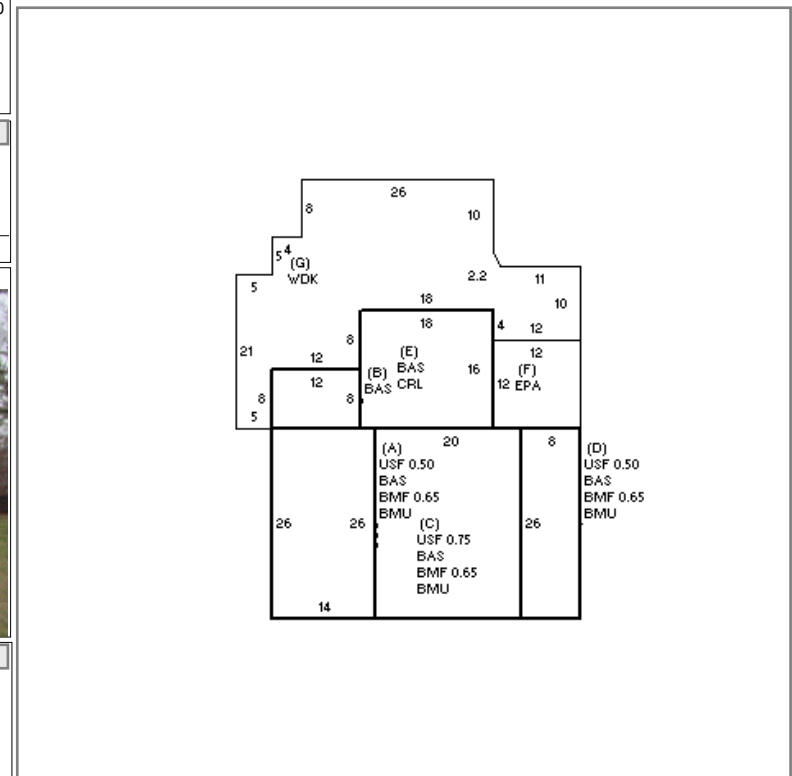 26
8
10
5 4
(G)
WDK
2.2
11
5
10
18
18
4
12
8
21
12
(E)
BAS
CRL
12
12
(B)
BAS
16
(F)
EPA
12
8
8
5
20
8
(A)
USF 0.50
BAS
BMF 0.65
BMU
(D)
USF 0.50
BAS
BMF 0.65
BMU
26
26
(C)
USF 0.75
BAS
BMF 0.65
BMU
26
14